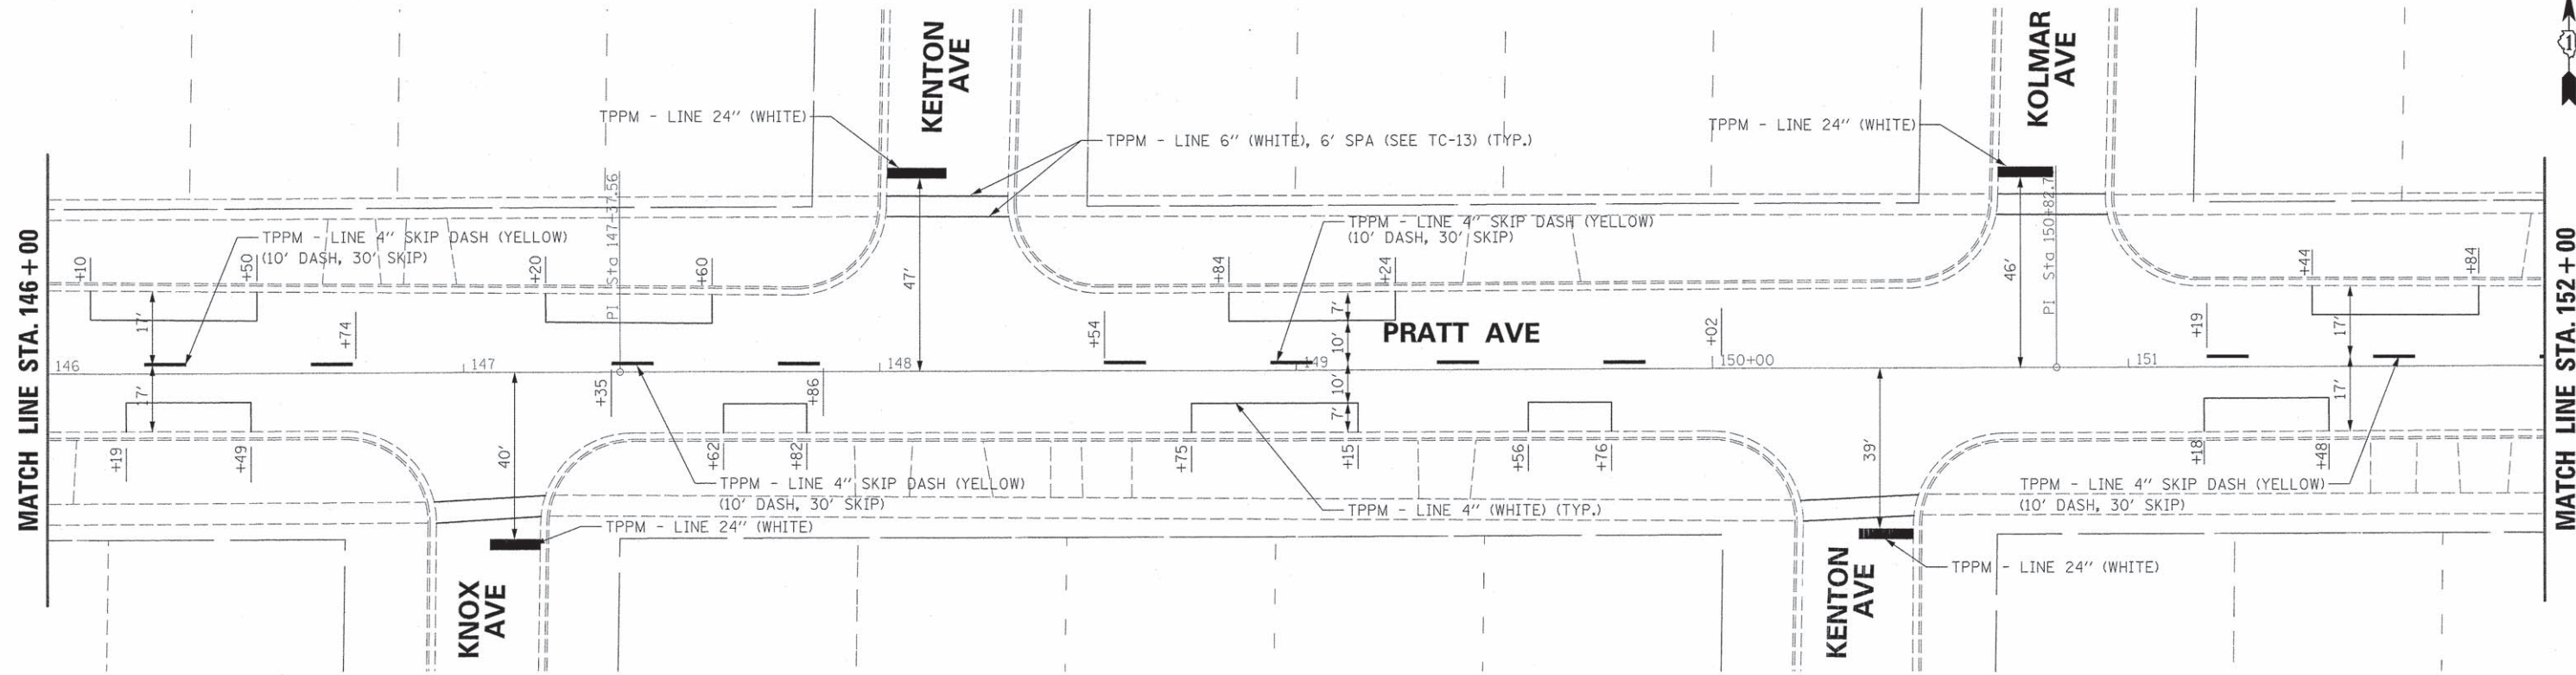 MATCH LINE STA. 146+00
KENTON
AVE
KOLMAR
AVE
1
TPPM - LINE 24" (WHITE)
TPPM - LINE 6" (WHITE), 6' SPA (SEE TC-13) (TYP.)
TPPM - LINE 24" (WHITE)
TPPM - LINE 4" SKIP DASH (YELLOW)
(10' DASH, 30' SKIP)
TPPM - LINE 4" SKIP DASH (YELLOW)
(10' DASH, 30' SKIP)
+10
+50
+20
PI Sta 147+37.56
+60
47'
+84
+24
46'
PI Sta 150+82.7
+44
+84
17'
+74
+54
7'
10'
PRATT AVE
+02
+19
17'
146
147
148
149
150+00
151
17'
+35
+86
10'
7'
17'
+19
+49
40'
+62
+82
+75
+15
+56
+76
39'
+18
+48
TPPM - LINE 4" SKIP DASH (YELLOW)
(10' DASH, 30' SKIP)
TPPM - LINE 24" (WHITE)
TPPM - LINE 4" (WHITE) (TYP.)
TPPM - LINE 4" SKIP DASH (YELLOW)
(10' DASH, 30' SKIP)
TPPM - LINE 24" (WHITE)
KNOX
AVE
KENTON
AVE
MATCH LINE STA. 152+00